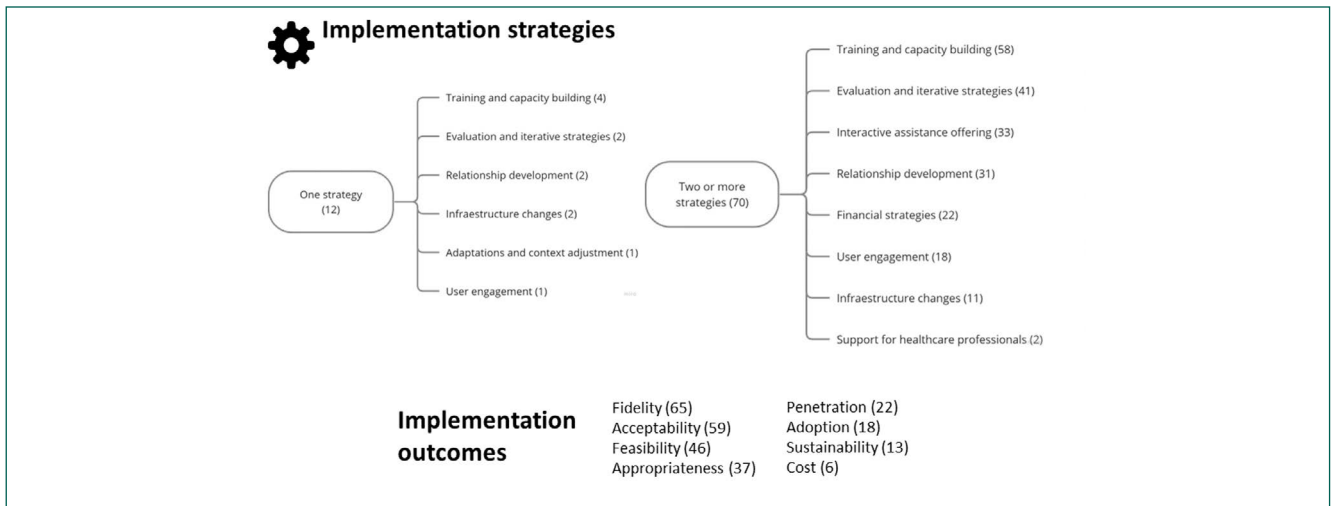 Implementation strategies
One strategy
(12)
Training and capacity building (4)
Evaluation and iterative strategies (2)
Relationship development (2)
Infraestructure changes (2)
Adaptations and context adjustment (1)
User engagement (1)
Two or more
strategies (70)
Training and capacity building (58)
Evaluation and iterative strategies (41)
Interactive assistance offering (33)
Relationship development (31)
Financial strategies (22)
User engagement (18)
Infraestructure changes (11)
Support for healthcare professionals (2)
Implementation
outcomes
Fidelity (65)
Acceptability (59)
Feasibility (46)
Appropriateness (37)
Penetration (22)
Adoption (18)
Sustainability (13)
Cost (6)